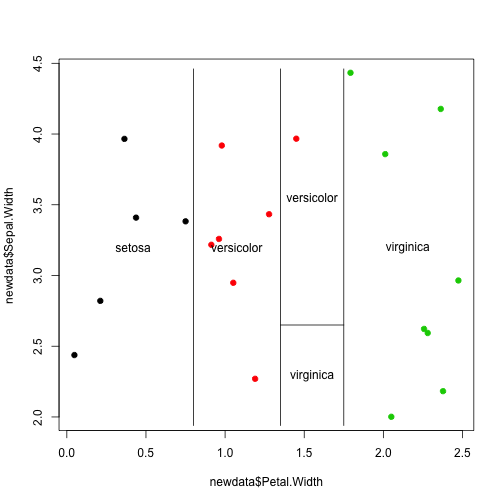 4.5
4.0
3.5
3.0
2.5
2.0
newdata$Sepal.Width
versicolor
setosa
versicolor
virginica
virginica
0.0 0.5 1.0 1.5 2.0 2.5
newdata$Petal.Width